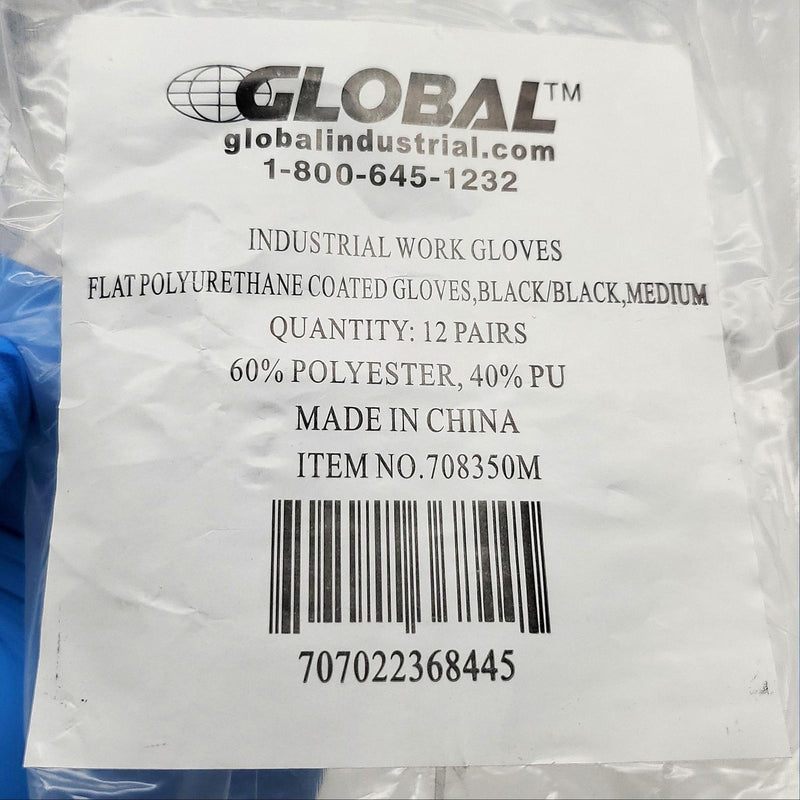 GLOBAL™
globalindustrial.com
1-800-645-1232
INDUSTRIAL WORK GLOVES
FLAT POLYURETHANE COATED GLOVES,BLACK/BLACK,MEDIUM
QUANTITY: 12 PAIRS
60% POLYESTER, 40% PU
MADE IN CHINA
ITEM NO.708350M
707022368445